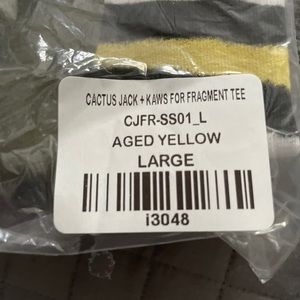 CACTUS JACK + KAWS FOR FRAGMENT TEE
CJFR-SS01_L
AGED YELLOW
LARGE
i3048